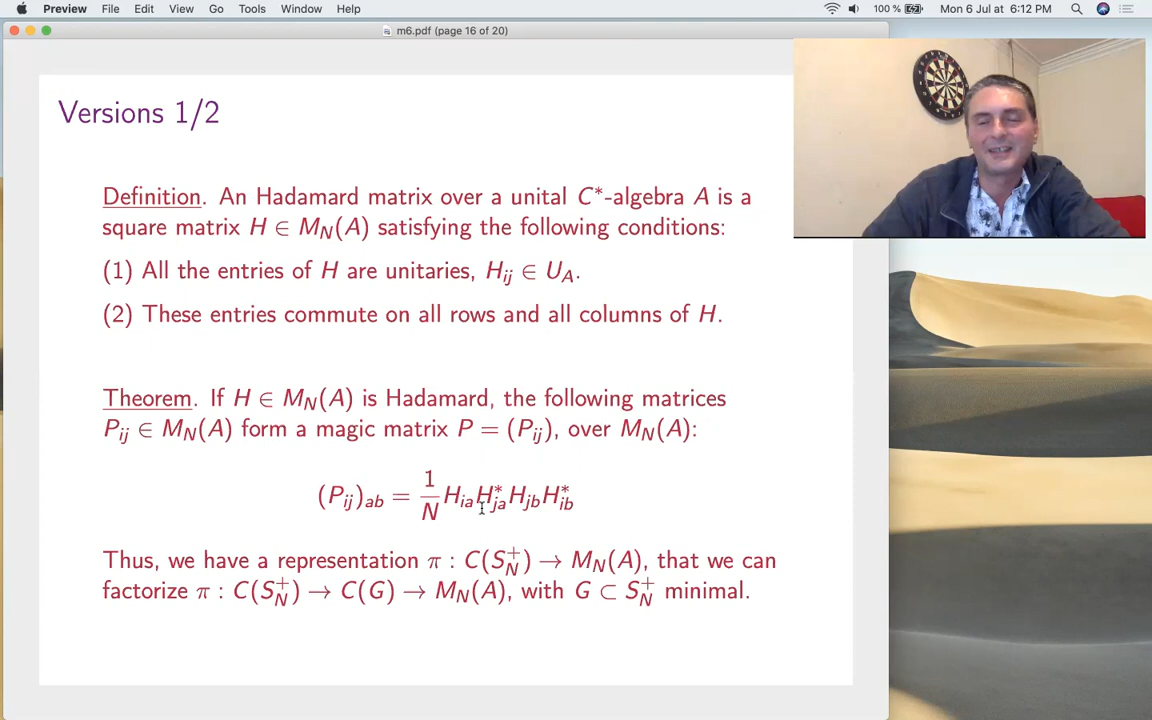 Preview File Edit View Go Tools Window Help 100 % Mon 6 Jul at 6:12 PM
m6.pdf (page 16 of 20)
Versions 1/2
Definition. An Hadamard matrix over a unital C*-algebra A is a
square matrix H ∈ M_N(A) satisfying the following conditions:
(1) All the entries of H are unitaries, H_ij ∈ U_A.
(2) These entries commute on all rows and all columns of H.
Theorem. If H ∈ M_N(A) is Hadamard, the following matrices
P_ij ∈ M_N(A) form a magic matrix P = (P_ij), over M_N(A):
(P_ij)_ab = 1/N H_ia H*_ja H_jb H*_ib
Thus, we have a representation π : C(S_N^+) → M_N(A), that we can
factorize π : C(S_N^+) → C(G) → M_N(A), with G ⊂ S_N^+ minimal.